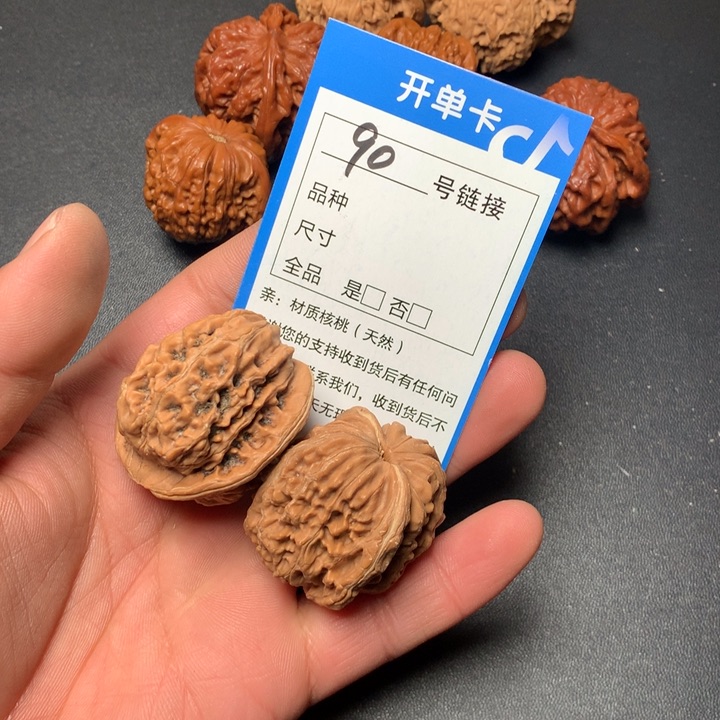 开单卡
90 号链接
品种
尺寸
全品 是□ 否□
亲：材质核桃（天然）
您的支持收到货后有任何问
系我们，收到货后不
天无